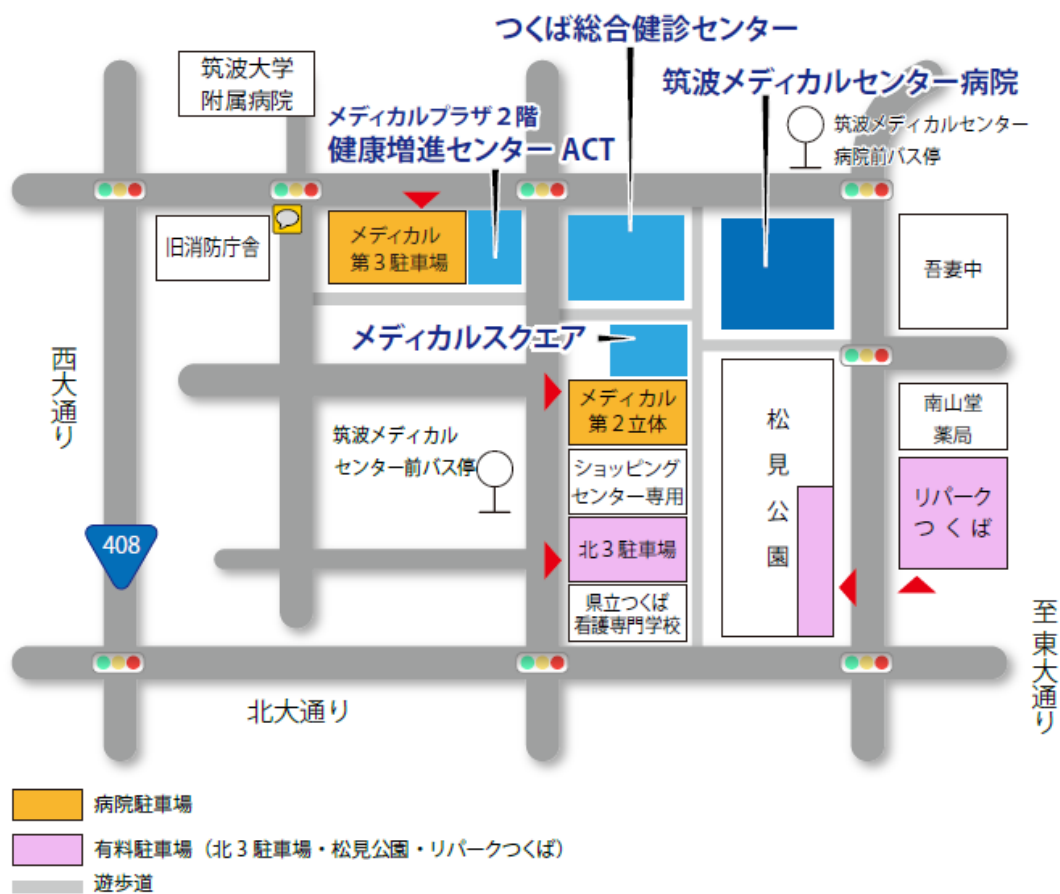 つくば総合健診センター
筑波大学
附属病院
筑波メディカルセンター病院
メディカルプラザ2階
健康増進センター ACT
筑波メディカルセンター
病院前バス停
旧消防庁舎
メディカル
第3駐車場
吾妻中
メディカルスクエア
西大通り
メディカル
第2立体
南山堂
薬局
松見公園
筑波メディカル
センター前バス停
ショッピング
センター専用
リパーク
つくば
408
北3駐車場
県立つくば
看護専門学校
至東大通り
北大通り
病院駐車場
有料駐車場（北3駐車場・松見公園・リパークつくば）
遊歩道